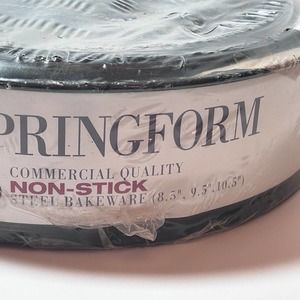 PRINGFORM
COMMERCIAL QUALITY
NON-STICK
STEEL BAKEWARE (8.5", 9.5", 10.5")